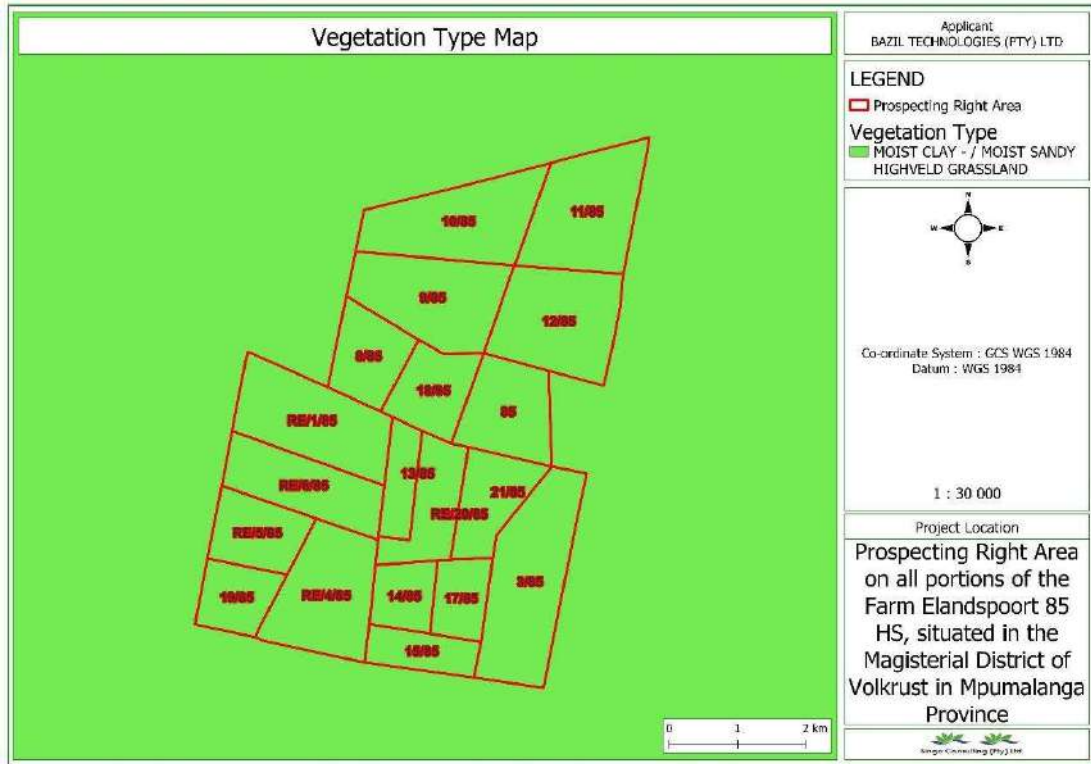 Vegetation Type Map
Applicant
BAZIL TECHNOLOGIES (PTY) LTD
LEGEND
Prospecting Right Area
Vegetation Type
MOIST CLAY - / MOIST SANDY
HIGHVELD GRASSLAND
N
W E
S
Co-ordinate System : GCS WGS 1984
Datum : WGS 1984
1 : 30 000
Project Location
Prospecting Right Area
on all portions of the
Farm Elandspoort 85
HS, situated in the
Magisterial District of
Volkrust in Mpumalanga
Province
Singo Consulting (Pty) Ltd
10/85
11/85
9/85
12/85
8/85
18/85
85
RE/1/85
13/85
RE/6/85
21/85
RE/20/85
RE/5/85
3/85
19/85
RE/4/85
14/85
17/85
15/85
0 1 2 km